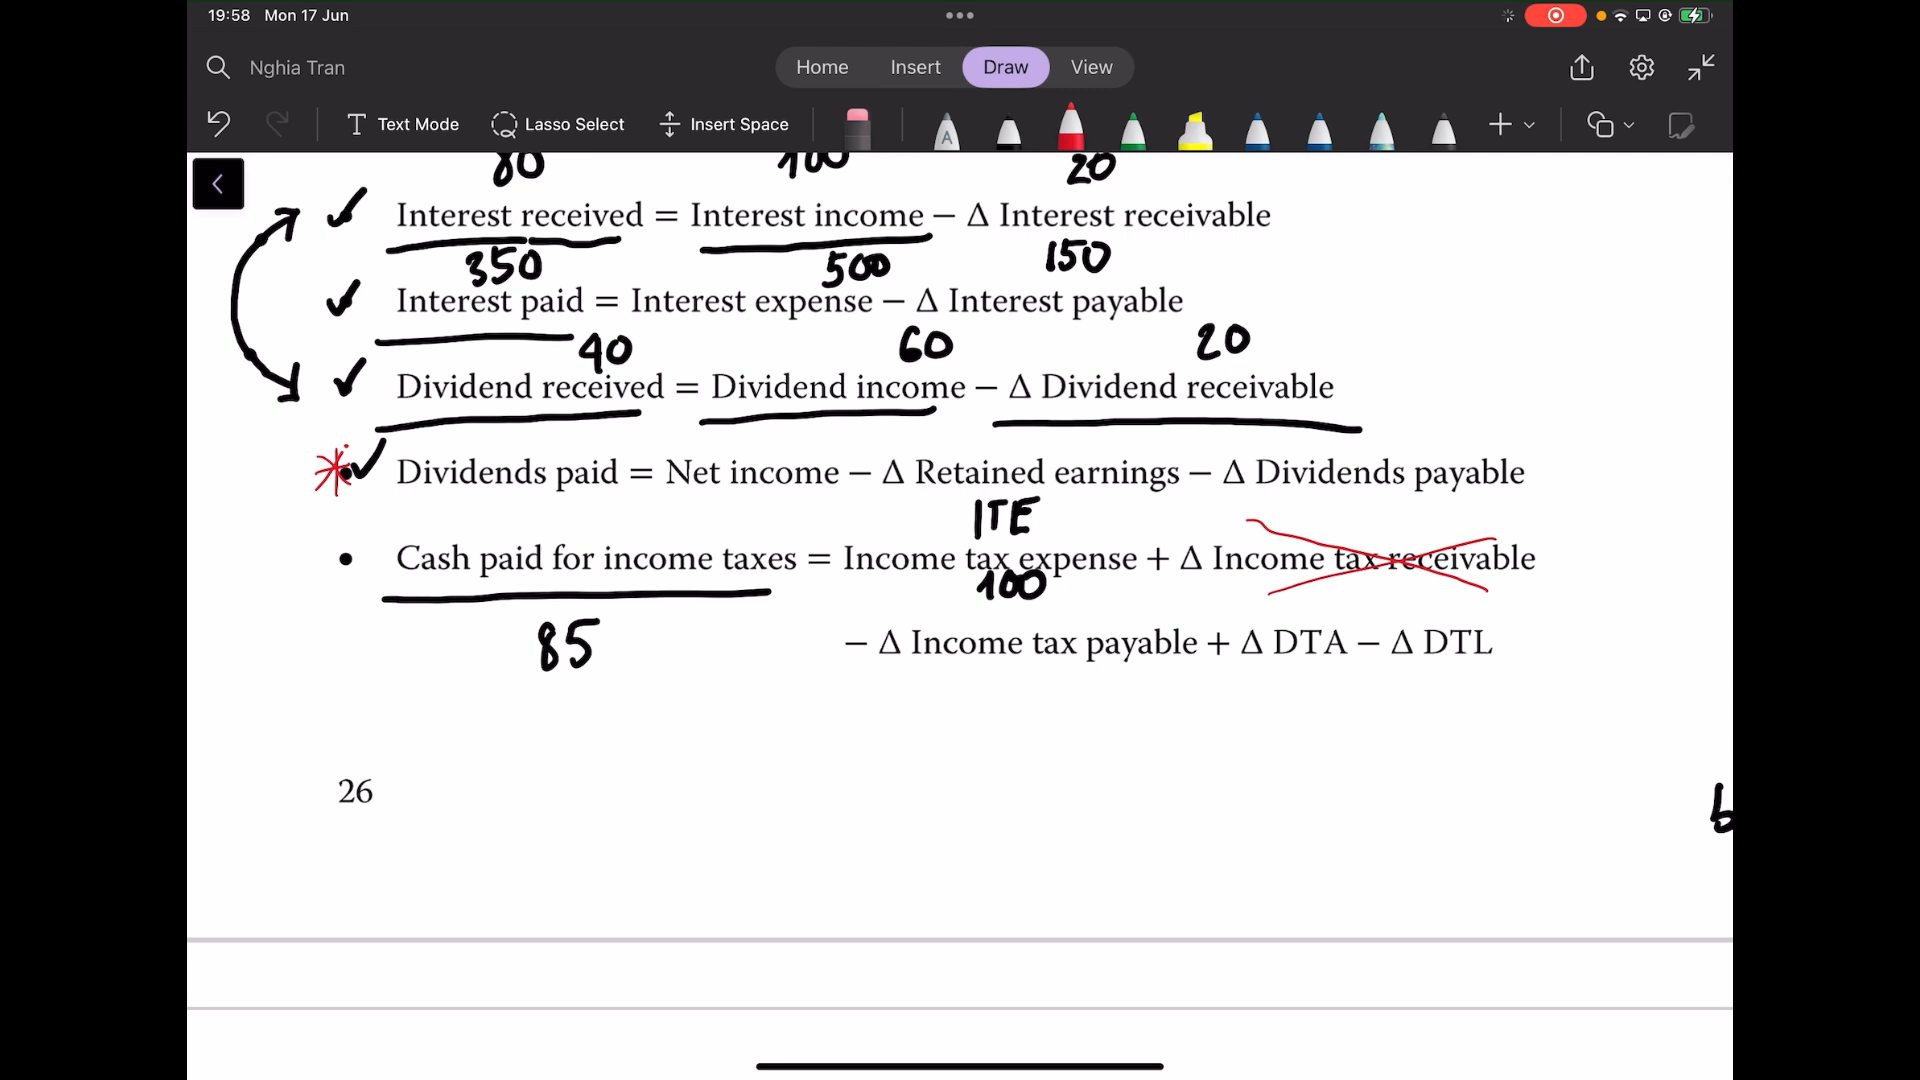 19:58 Mon 17 Jun
Nghia Tran
Home Insert Draw View
Text Mode Lasso Select Insert Space
A
80 100 20
Interest received = Interest income − Δ Interest receivable
350 500 150
Interest paid = Interest expense − Δ Interest payable
40 60 20
Dividend received = Dividend income − Δ Dividend receivable
Dividends paid = Net income − Δ Retained earnings − Δ Dividends payable
ITE
• Cash paid for income taxes = Income tax expense + Δ Income tax receivable
100
85 − Δ Income tax payable + Δ DTA − Δ DTL
26